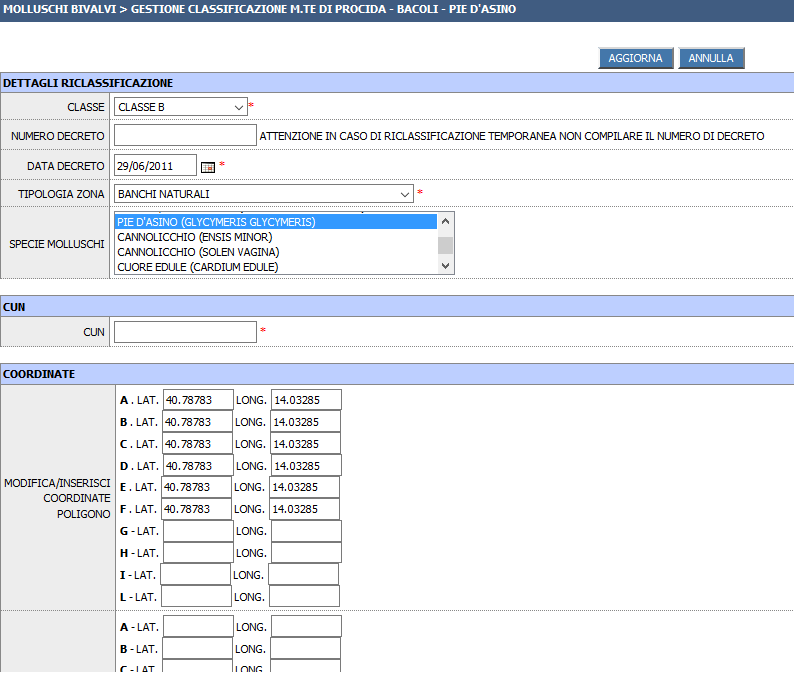 MOLLUSCHI BIVALVI > GESTIONE CLASSIFICAZIONE M.TE DI PROCIDA - BACOLI - PIE D'ASINO
AGGIORNA ANNULLA
DETTAGLI RICLASSIFICAZIONE
CLASSE CLASSE B *
NUMERO DECRETO ATTENZIONE IN CASO DI RICLASSIFICAZIONE TEMPORANEA NON COMPILARE IL NUMERO DI DECRETO
DATA DECRETO 29/06/2011 *
TIPOLOGIA ZONA BANCHI NATURALI *
SPECIE MOLLUSCHI
PIE D'ASINO (GLYCYMERIS GLYCYMERIS)
CANNOLICCHIO (ENSIS MINOR)
CANNOLICCHIO (SOLEN VAGINA)
CUORE EDULE (CARDIUM EDULE)
CUN
CUN *
COORDINATE
MODIFICA/INSERISCI
COORDINATE
POLIGONO
A . LAT. 40.78783 LONG. 14.03285
B . LAT. 40.78783 LONG. 14.03285
C . LAT. 40.78783 LONG. 14.03285
D . LAT. 40.78783 LONG. 14.03285
E . LAT. 40.78783 LONG. 14.03285
F . LAT. 40.78783 LONG. 14.03285
G - LAT. LONG.
H - LAT. LONG.
I - LAT. LONG.
L - LAT. LONG.
A - LAT. LONG.
B - LAT. LONG.
C - LAT. LONG.